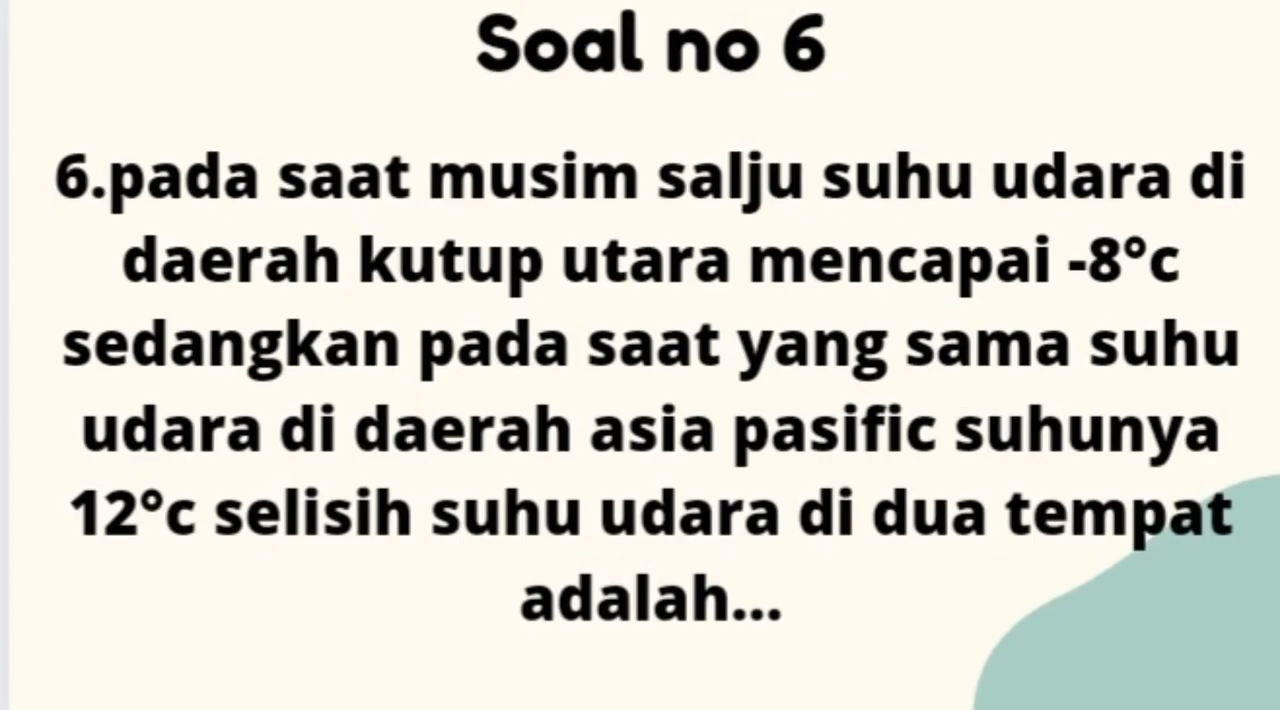 Soal no 6
6.pada saat musim salju suhu udara di
daerah kutup utara mencapai -8°c
sedangkan pada saat yang sama suhu
udara di daerah asia pasific suhunya
12°c selisih suhu udara di dua tempat
adalah...